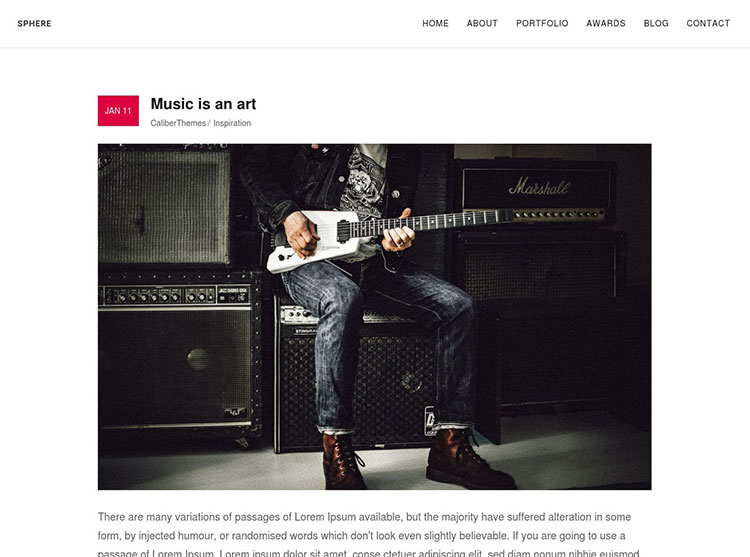 SPHERE
HOME ABOUT PORTFOLIO AWARDS BLOG CONTACT
JAN 11
Music is an art
CaliberThemes / Inspiration
Marshall
There are many variations of passages of Lorem Ipsum available, but the majority have suffered alteration in some
form, by injected humour, or randomised words which don't look even slightly believable. If you are going to use a
passage of Lorem Ipsum. Lorem ipsum dolor sit amet, conse ctetuer adipiscing elit, sed diam nonum nibhie euismod